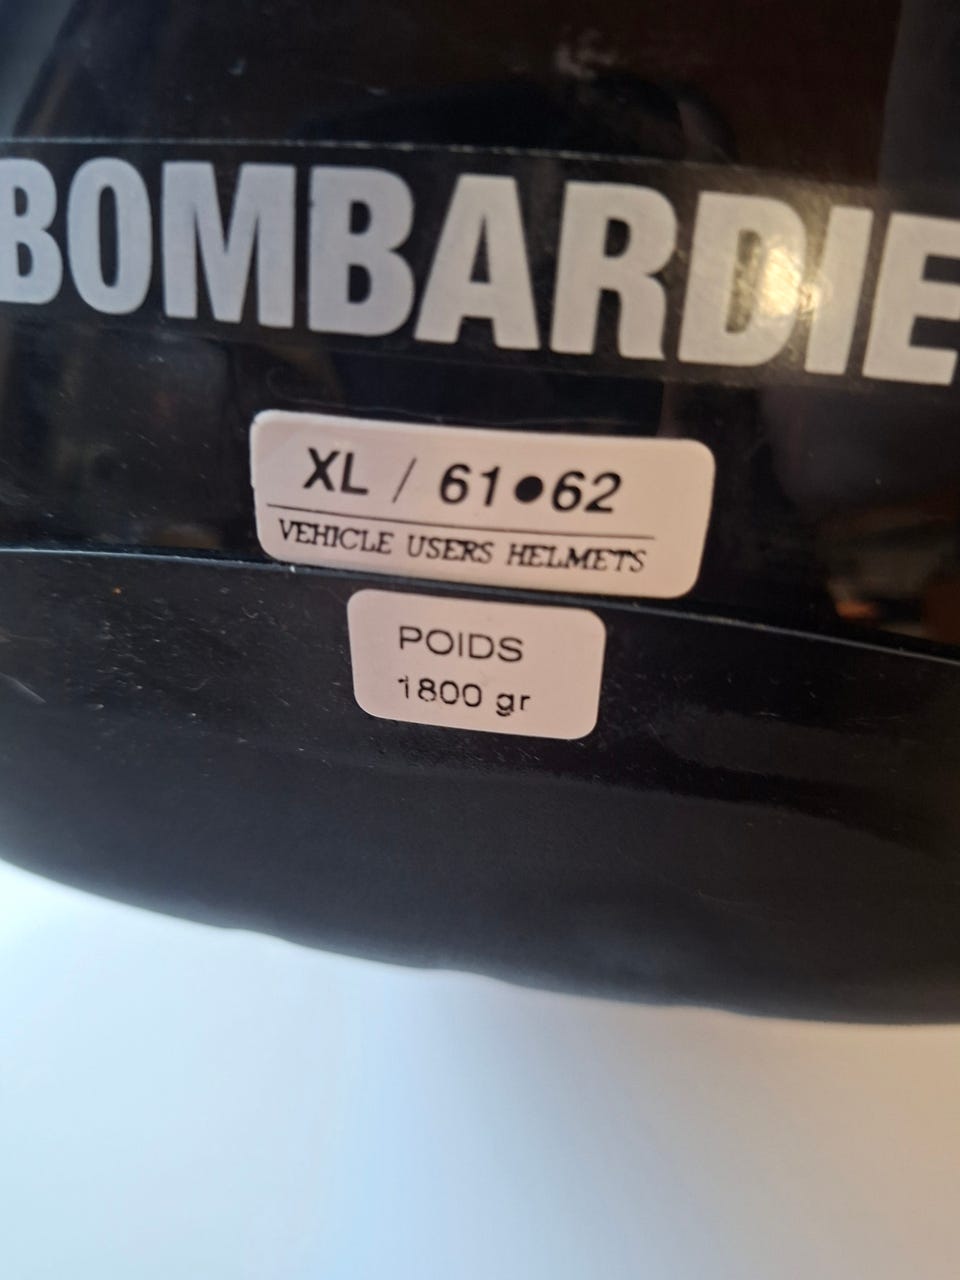 BOMBARDIE
XL / 61•62
VEHICLE USERS HELMETS
POIDS
1800 gr